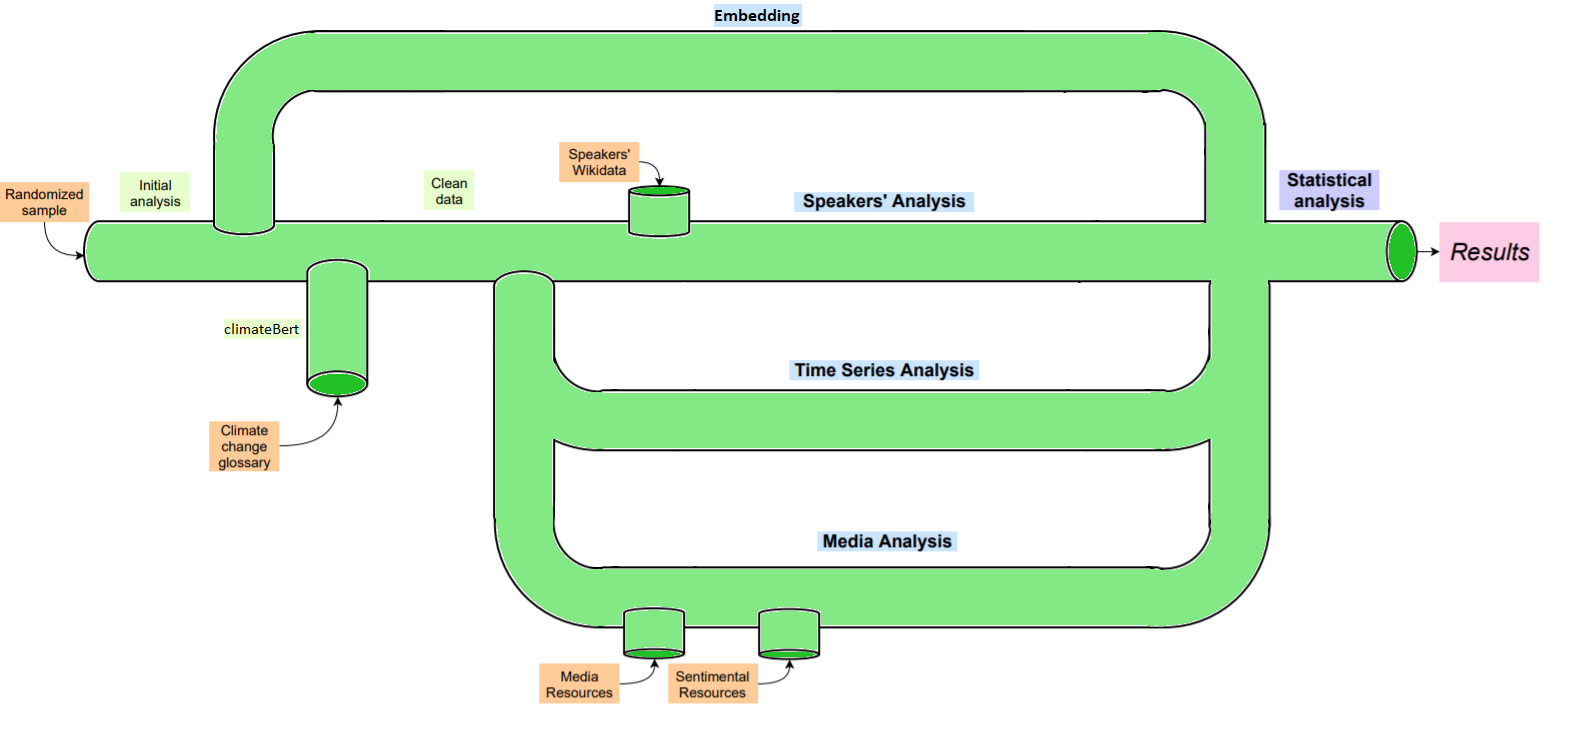 Embedding
Randomized
sample
Initial
analysis
Clean
data
Speakers'
Wikidata
Speakers' Analysis
Statistical
analysis
Results
climateBert
Climate
change
glossary
Time Series Analysis
Media Analysis
Media
Resources
Sentimental
Resources